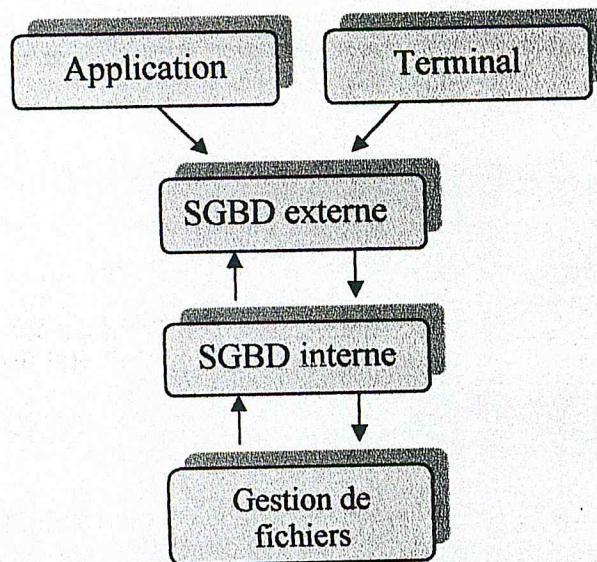 Application
Terminal
SGBD externe
SGBD interne
Gestion de
fichiers